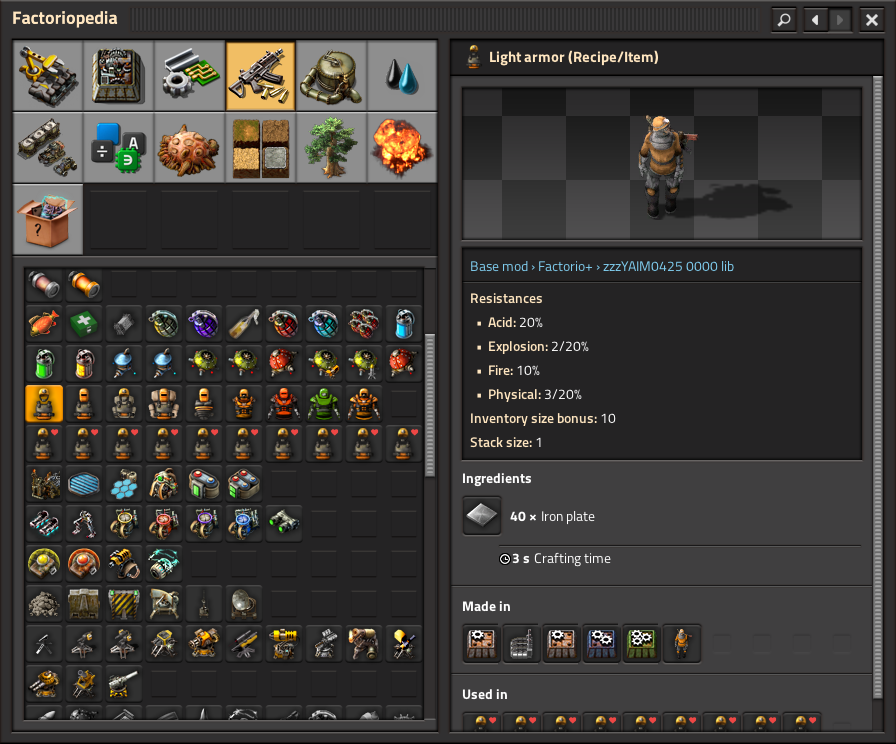 Factoriopedia
Light armor (Recipe/Item)
A
÷
Э
?
Base mod › Factorio+ › zzzYAIM0425 0000 lib
Resistances
▪ Acid: 20%
▪ Explosion: 2/20%
▪ Fire: 10%
▪ Physical: 3/20%
Inventory size bonus: 10
Stack size: 1
Ingredients
40 × Iron plate
3 s Crafting time
Made in
Used in